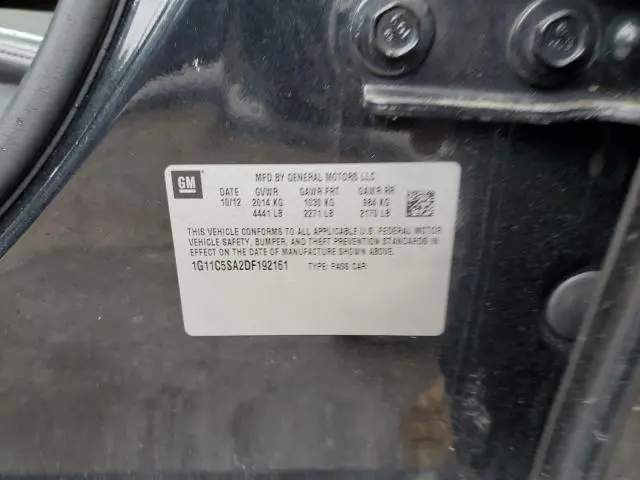 GM
MFD BY GENERAL MOTORS LLC
DATE GVWR GAWR FRT GAWR RR
10/12 2014 KG 1030 KG 984 KG
4441 LB 2271 LB 2170 LB
THIS VEHICLE CONFORMS TO ALL APPLICABLE U.S. FEDERAL MOTOR
VEHICLE SAFETY, BUMPER, AND THEFT PREVENTION STANDARDS IN
EFFECT ON THE DATE OF MANUFACTURE SHOWN ABOVE.
1G11C5SA2DF192161 TYPE: PASS CAR